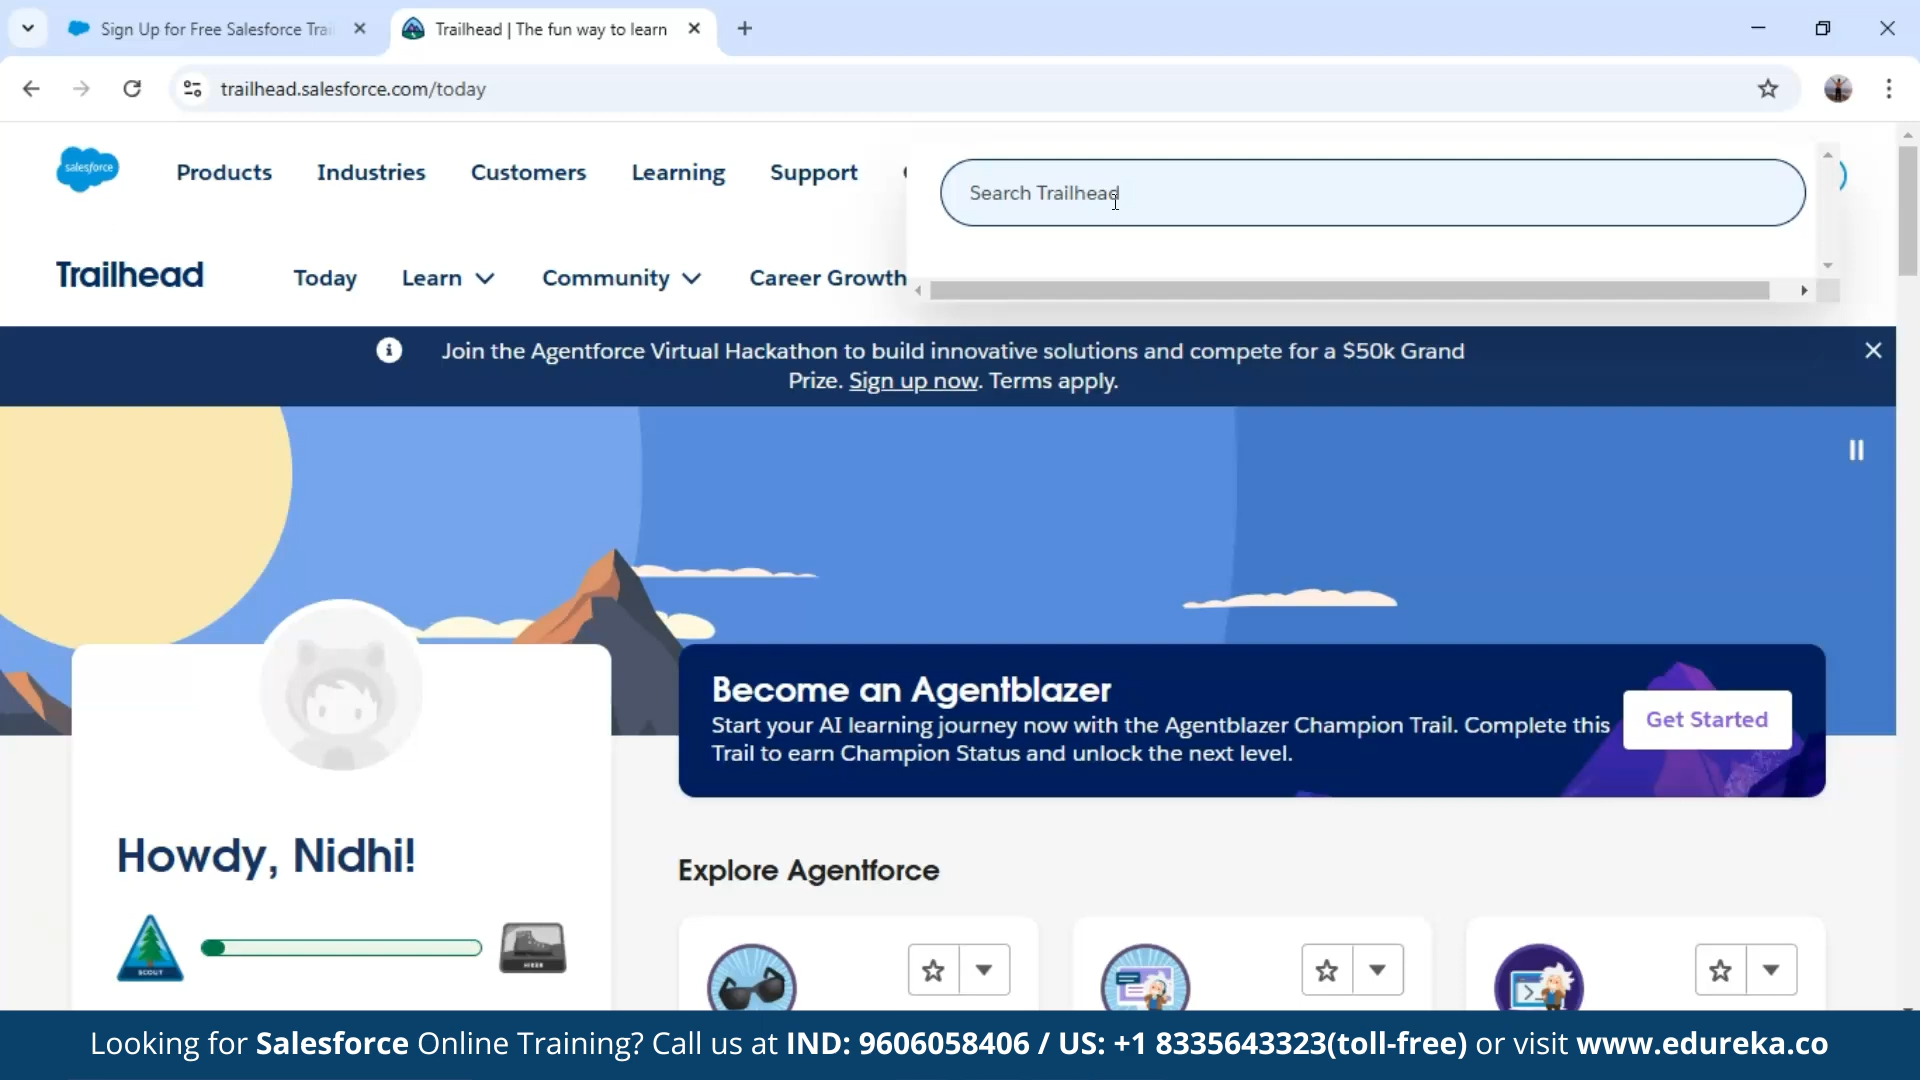 Sign Up for Free Salesforce Trai
Trailhead | The fun way to learn
trailhead.salesforce.com/today
salesforce
Products
Industries
Customers
Learning
Support
Search Trailhead
Trailhead
Today
Learn
Community
Career Growth
Join the Agentforce Virtual Hackathon to build innovative solutions and compete for a $50k Grand
Prize. Sign up now. Terms apply.
Become an Agentblazer
Start your AI learning journey now with the Agentblazer Champion Trail. Complete this
Trail to earn Champion Status and unlock the next level.
Get Started
Howdy, Nidhi!
SCOUT
HIKER
Explore Agentforce
Looking for Salesforce Online Training? Call us at IND: 9606058406 / US: +1 8335643323(toll-free) or visit www.edureka.co